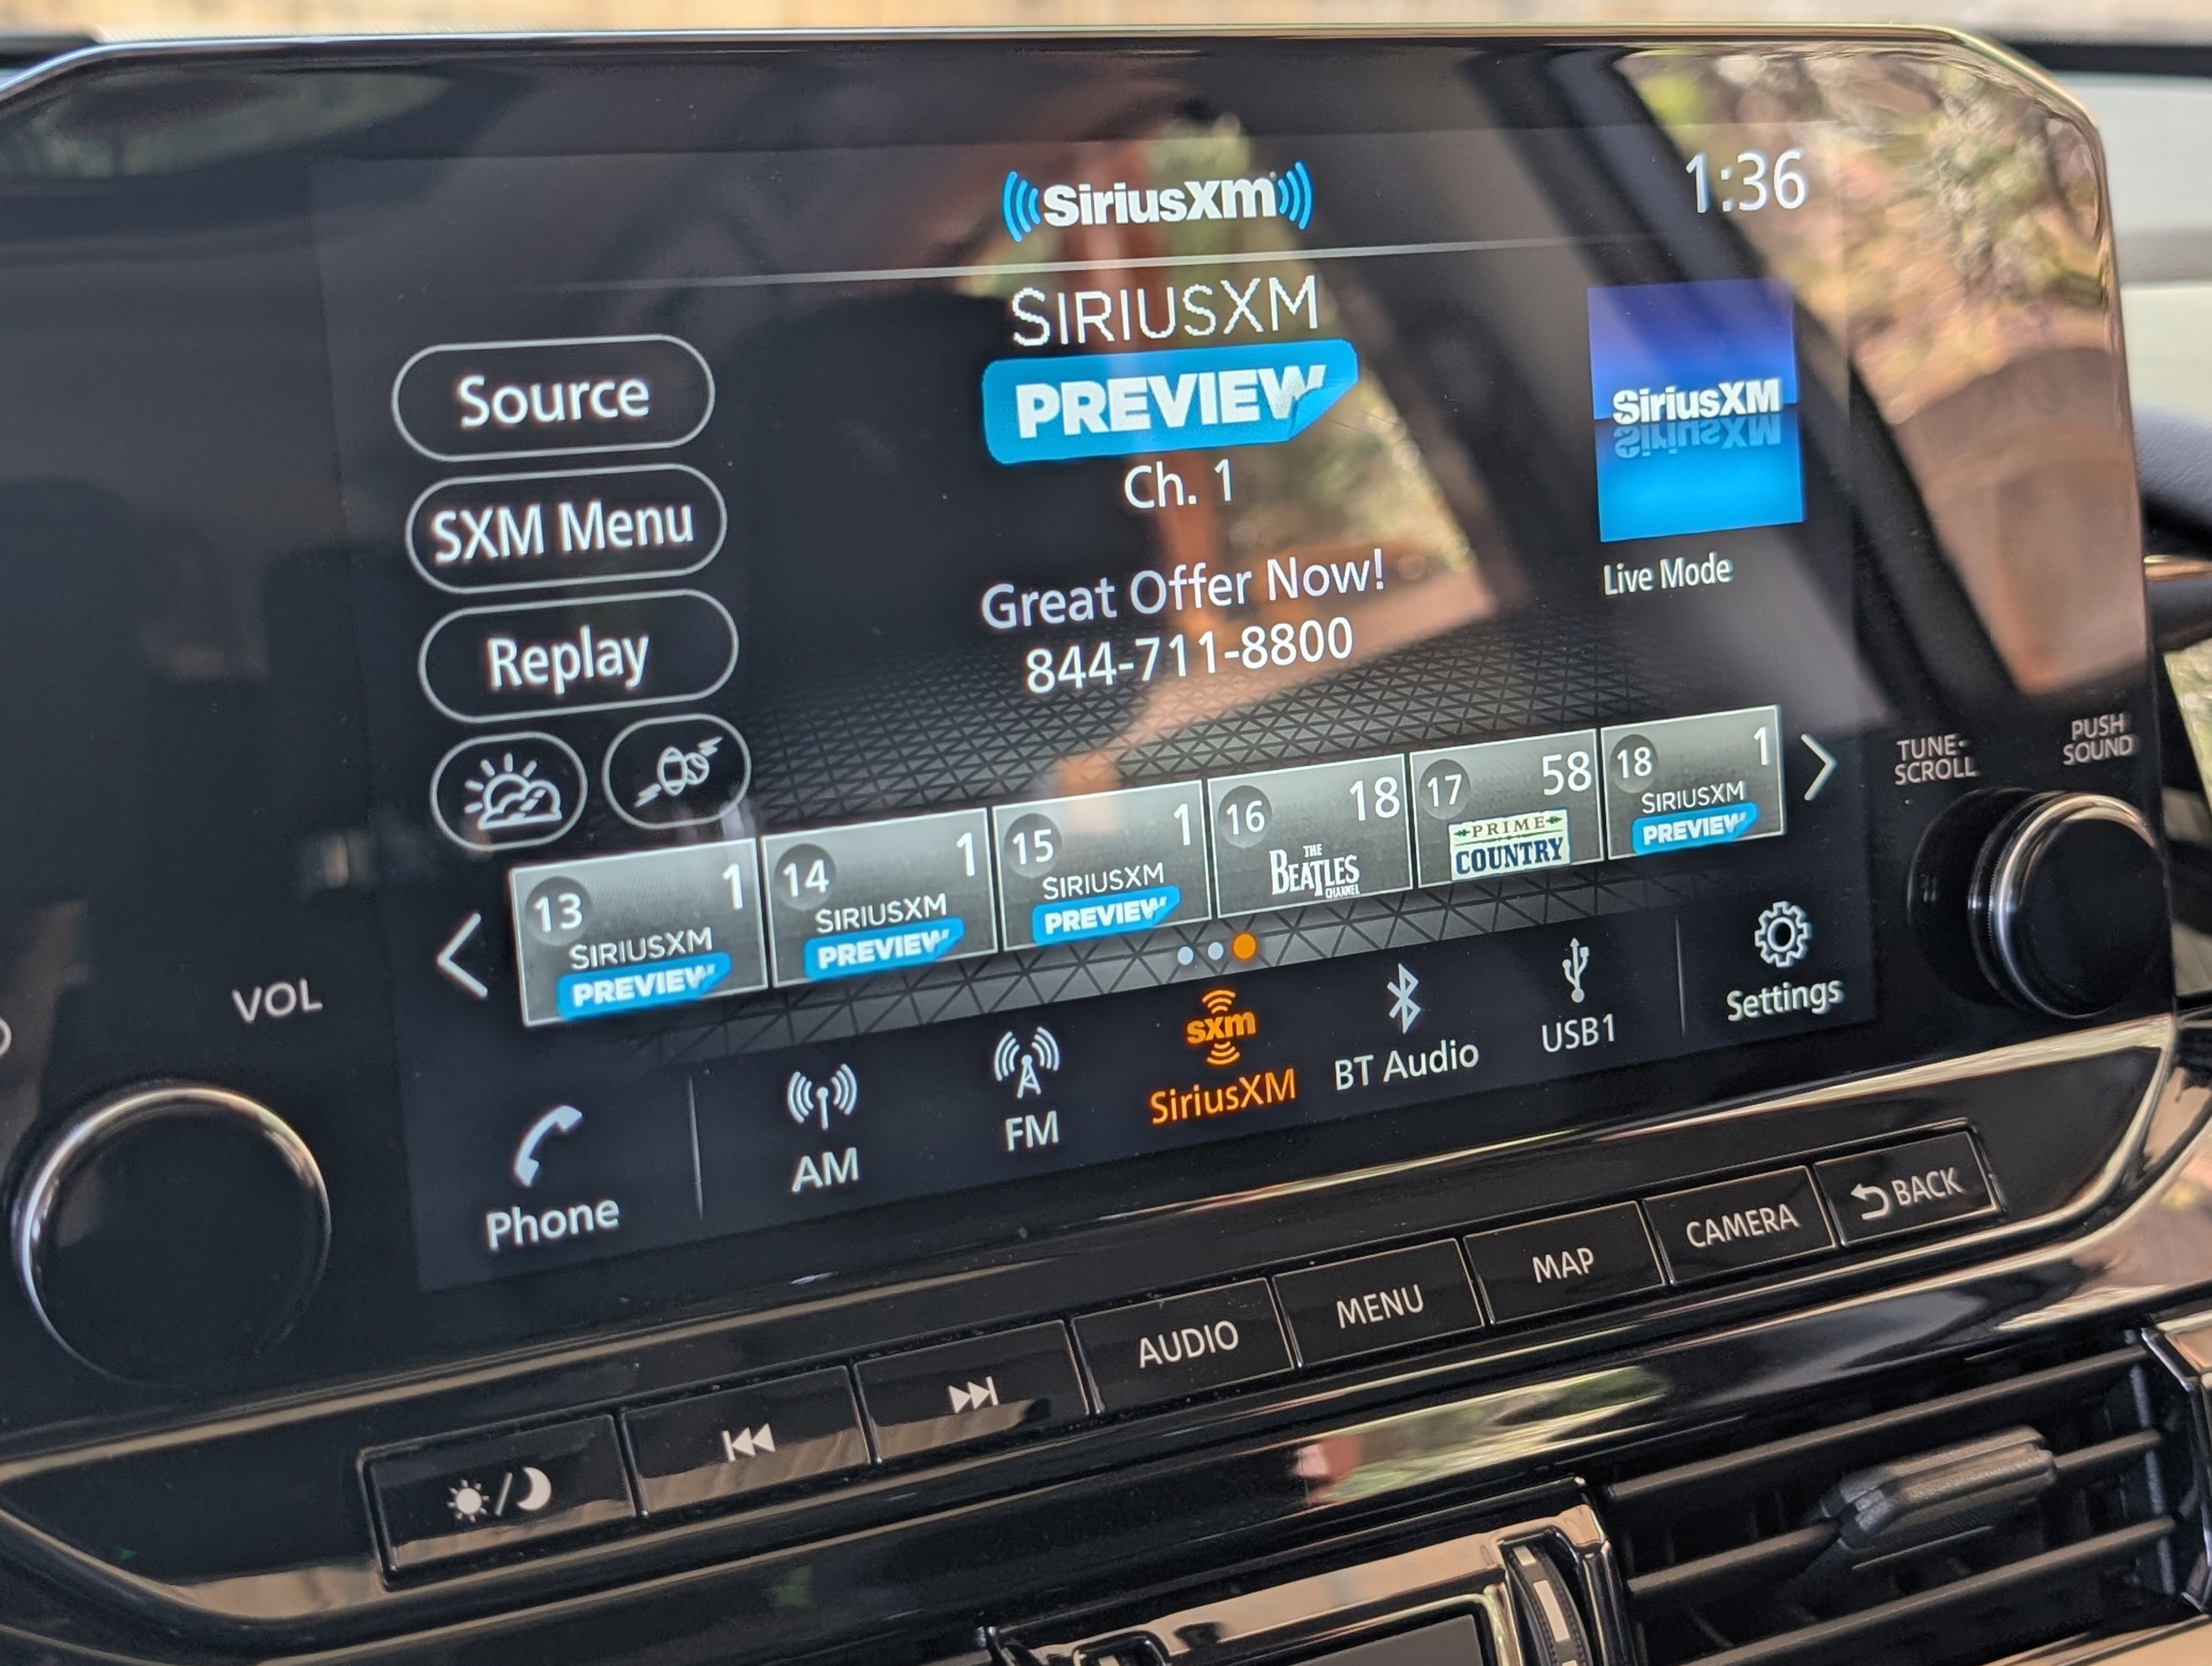 SiriusXM
1:36
SIRIUSXM
PREVIEW
Ch. 1
Great Offer Now!
844-711-8800
SiriusXM
Live Mode
Source
SXM Menu
Replay
13 1
SIRIUSXM
PREVIEW
14 1
SIRIUSXM
PREVIEW
15 1
SIRIUSXM
PREVIEW
16 18
THE
BEATLES
CHANNEL
17 58
PRIME
COUNTRY
18 1
SIRIUSXM
PREVIEW
TUNE·
SCROLL
PUSH
SOUND
VOL
Phone
AM
FM
sxm
SiriusXM
BT Audio
USB1
Settings
AUDIO
MENU
MAP
CAMERA
BACK